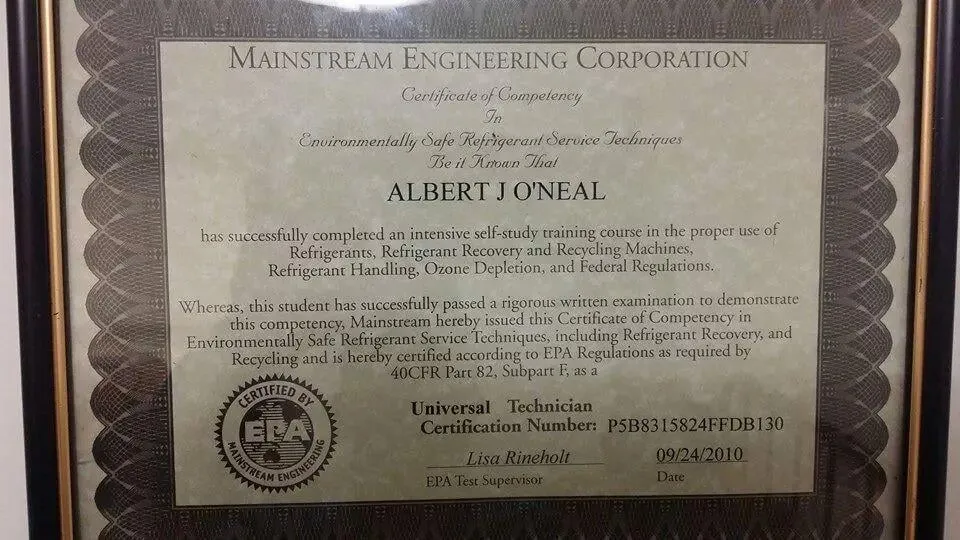 MAINSTREAM ENGINEERING CORPORATION
Certificate of Competency
In
Environmentally Safe Refrigerant Service Techniques
Be it Known That
ALBERT J O'NEAL
has successfully completed an intensive self-study training course in the proper use of
Refrigerants, Refrigerant Recovery and Recycling Machines,
Refrigerant Handling, Ozone Depletion, and Federal Regulations.
Whereas, this student has successfully passed a rigorous written examination to demonstrate
this competency, Mainstream hereby issued this Certificate of Competency in
Environmentally Safe Refrigerant Service Techniques, including Refrigerant Recovery, and
Recycling and is hereby certified according to EPA Regulations as required by
40CFR Part 82, Subpart F, as a
CERTIFIED BY
EPA
MAINSTREAM ENGINEERING
Universal Technician
Certification Number: P5B8315824FFDB130
Lisa Rineholt 09/24/2010
EPA Test Supervisor Date